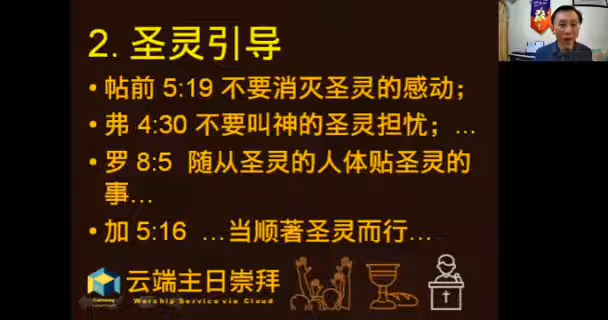 2. 圣灵引导
• 帖前 5:19 不要消灭圣灵的感动；
• 弗 4:30 不要叫神的圣灵担忧；...
• 罗 8:5 随从圣灵的人体贴圣灵的
事...
• 加 5:16 ...当顺著圣灵而行...
云端主日崇拜
Worship Service via Cloud